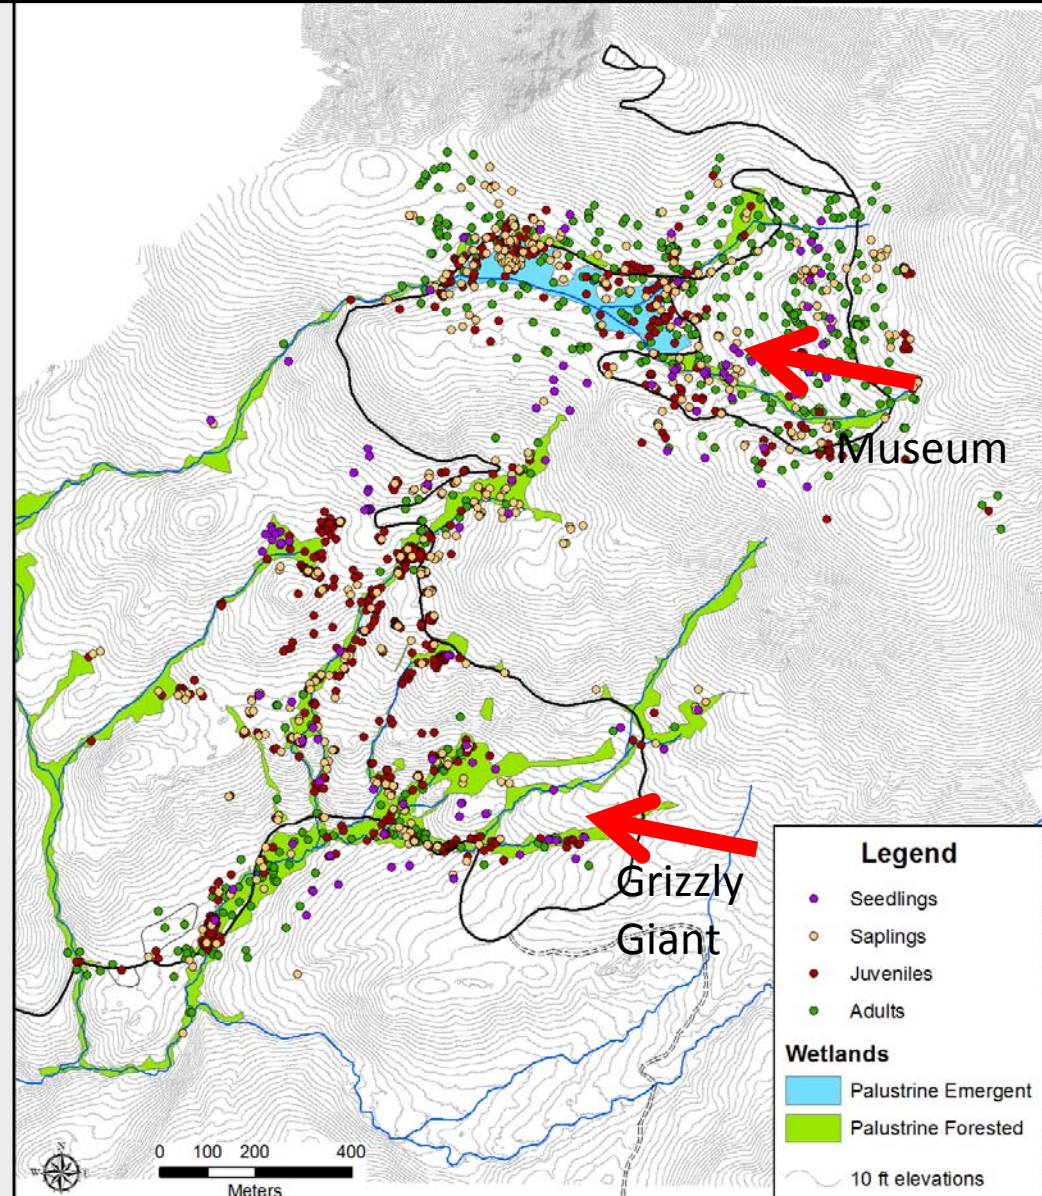 Museum
Grizzly
Giant
Legend
Seedlings
Saplings
Juveniles
Adults
Wetlands
Palustrine Emergent
Palustrine Forested
10 ft elevations
N
W
0 100 200 400
Meters